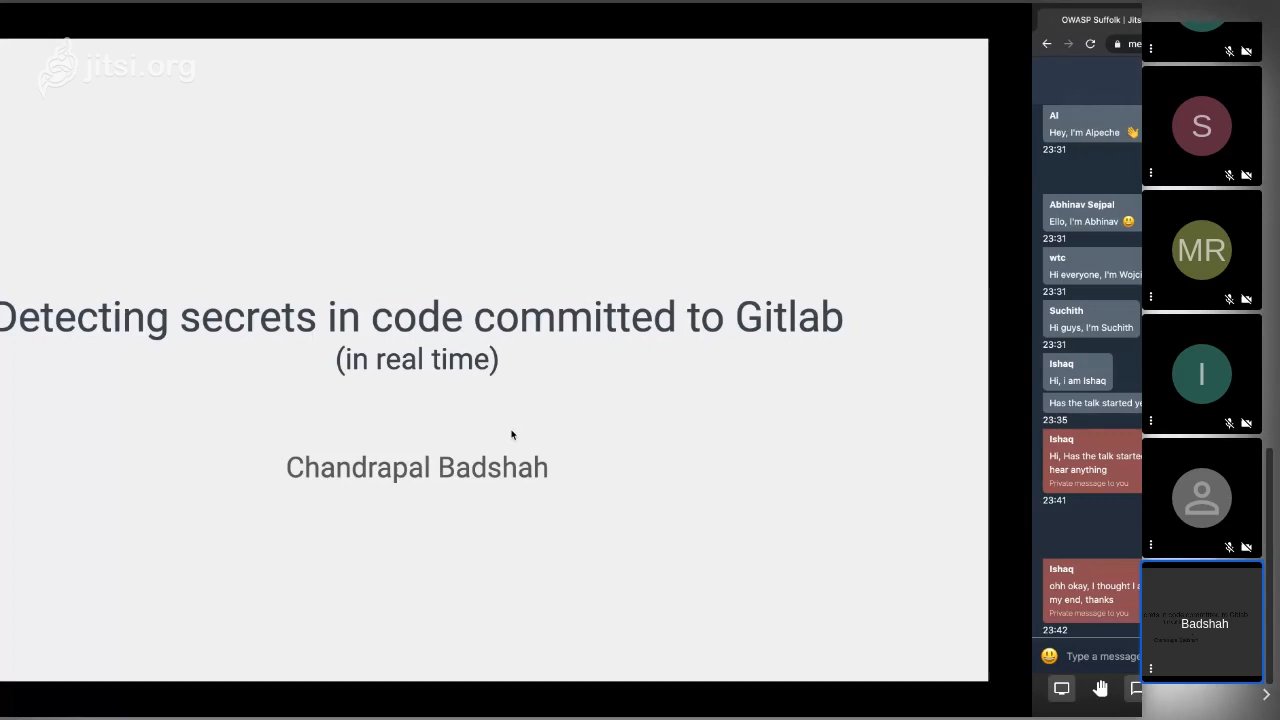 jitsi.org
Detecting secrets in code committed to Gitlab
(in real time)
Chandrapal Badshah
OWASP Suffolk | Jits
me
Al
Hey, I'm Alpeche 👋
23:31
Abhinav Sejpal
Ello, I'm Abhinav 😃
23:31
wtc
Hi everyone, I'm Wojci
23:31
Suchith
Hi guys, I'm Suchith
23:31
Ishaq
Hi, i am Ishaq
Has the talk started ye
23:35
Ishaq
Hi, Has the talk starte
hear anything
Private message to you
23:41
Ishaq
ohh okay, I thought I a
my end, thanks
Private message to you
23:42
Type a message
S
MR
I
Badshah